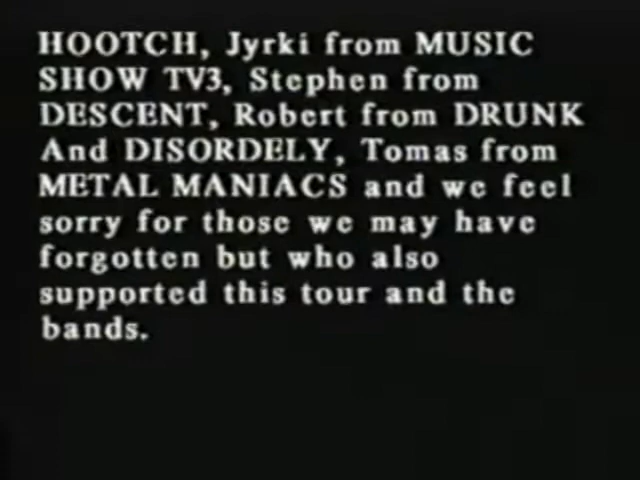 HOOTCH, Jyrki from MUSIC
SHOW TV3, Stephen from
DESCENT, Robert from DRUNK
And DISORDELY, Tomas from
METAL MANIACS and we feel
sorry for those we may have
forgotten but who also
supported this tour and the
bands.